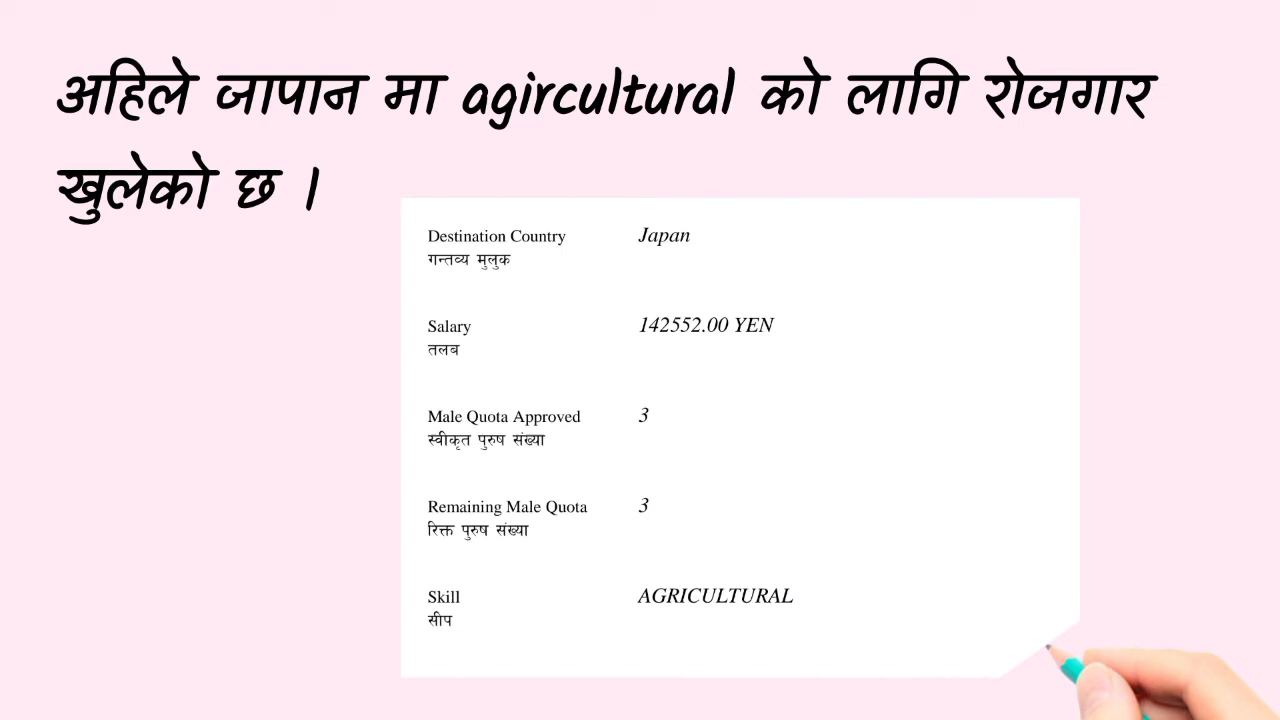 अहिले जापान मा agircultural को लागि रोजगार
खुलेको छ ।
Destination Country Japan
गन्तव्य मुलुक
Salary 142552.00 YEN
तलब
Male Quota Approved 3
स्वीकृत पुरुष संख्या
Remaining Male Quota 3
रिक्त पुरुष संख्या
Skill AGRICULTURAL
सीप